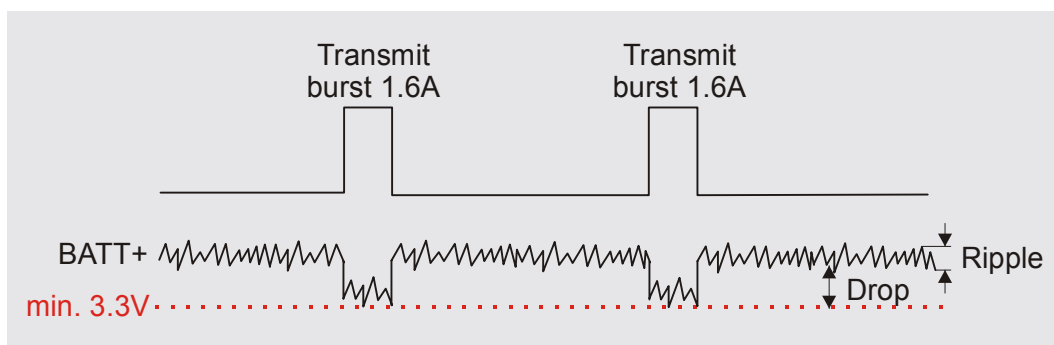 Transmit
burst 1.6A
Transmit
burst 1.6A
BATT+
Ripple
Drop
min. 3.3V